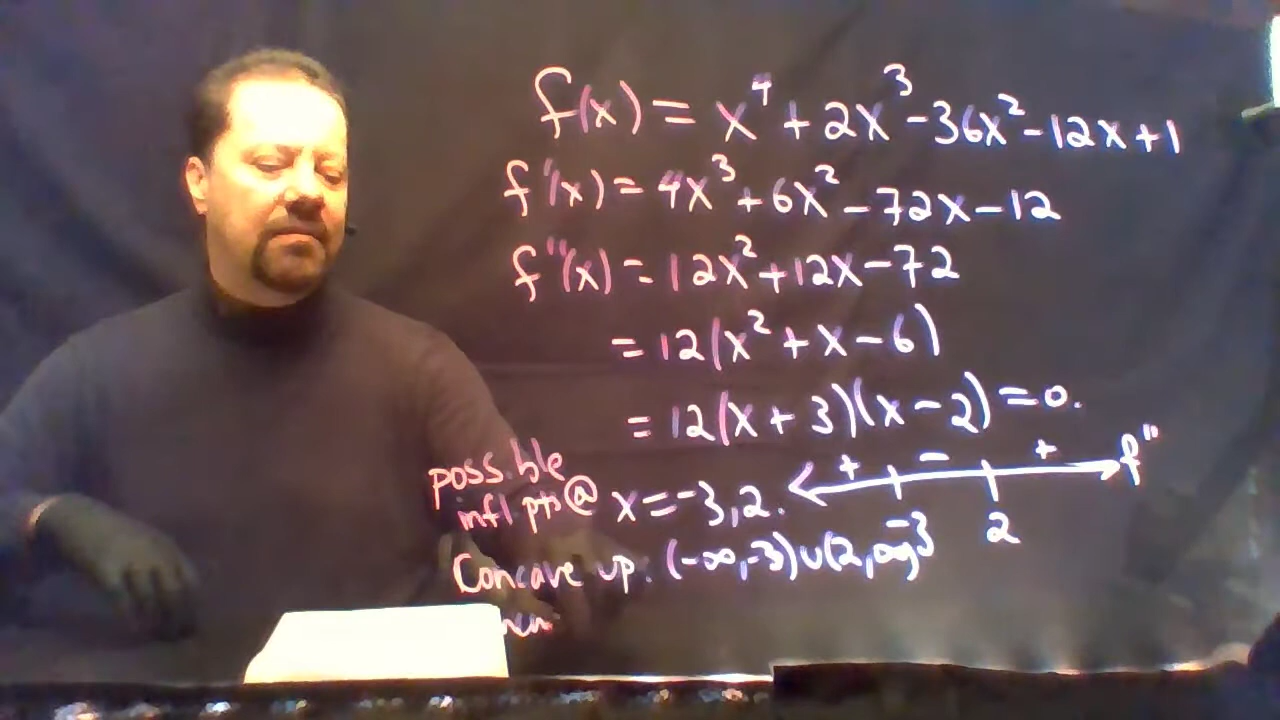 f(x) = x⁴ + 2x³ - 36x² - 12x + 1
f'(x) = 4x³ + 6x² - 72x - 12
f''(x) = 12x² + 12x - 72
= 12(x² + x - 6)
= 12(x + 3)(x - 2) = 0.
+ - + f''
possible
infl pts @ x = -3, 2.
-3 2
Concave up: (-∞, -3) ∪ (2, ∞)